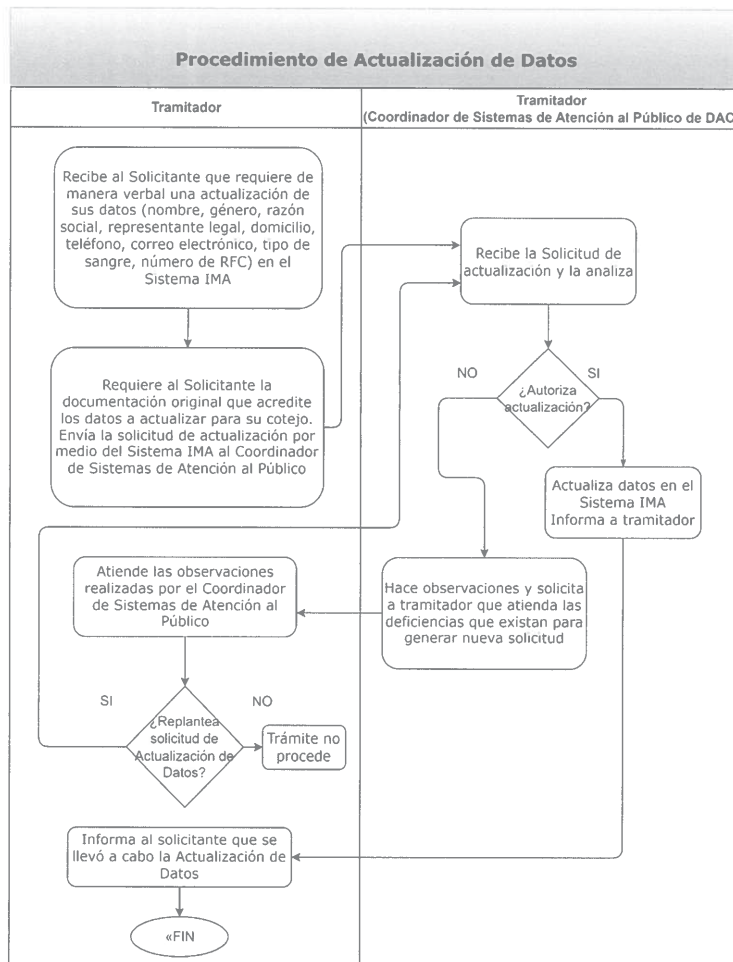 Procedimiento de Actualización de Datos
Tramitador
Tramitador
(Coordinador de Sistemas de Atención al Público de DAC
Recibe al Solicitante que requiere de
manera verbal una actualización de
sus datos (nombre, género, razón
social, representante legal, domicilio,
teléfono, correo electrónico, tipo de
sangre, número de RFC) en el
Sistema IMA
Recibe la Solicitud de
actualización y la analiza
Requiere al Solicitante la
documentación original que acredite
los datos a actualizar para su cotejo.
Envía la solicitud de actualización por
medio del Sistema IMA al Coordinador
de Sistemas de Atención al Público
NO
SI
¿Autoriza
actualización?
Actualiza datos en el
Sistema IMA
Informa a tramitador
Atiende las observaciones
realizadas por el Coordinador
de Sistemas de Atención al
Público
Hace observaciones y solicita
a tramitador que atienda las
deficiencias que existan para
generar nueva solicitud
SI
NO
¿Replantea
solicitud de
Actualización de
Datos?
Trámite no
procede
Informa al solicitante que se
llevó a cabo la Actualización de
Datos
«FIN